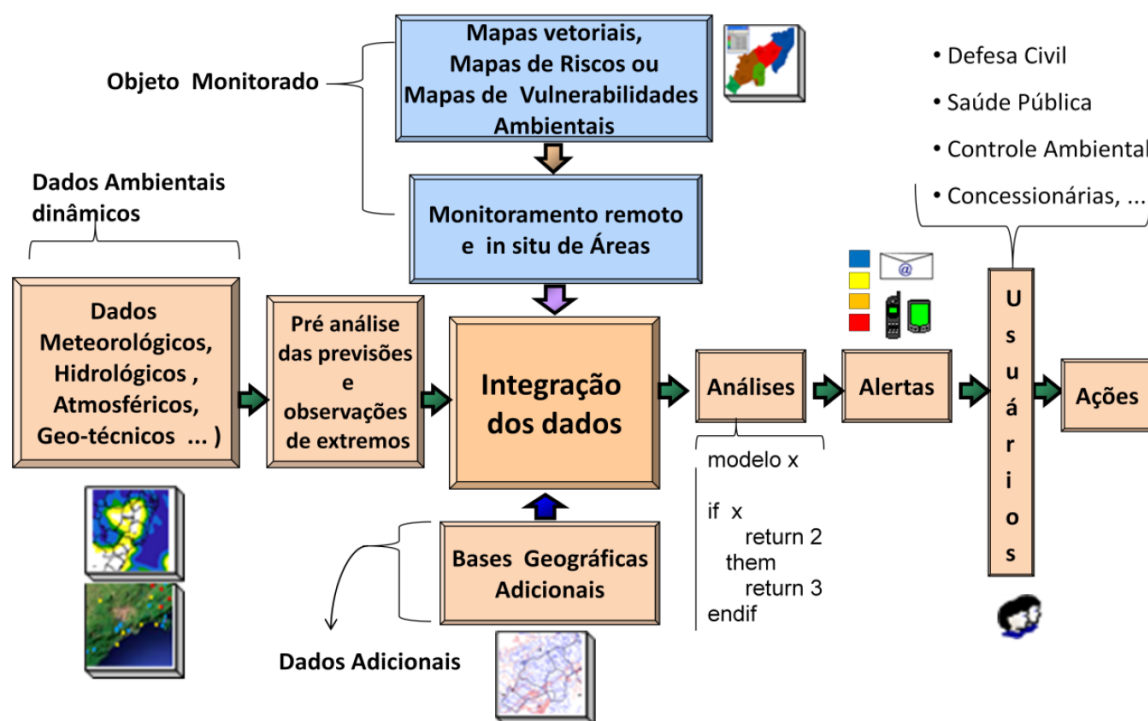 Mapas vetoriais,
Mapas de Riscos ou
Mapas de Vulnerabilidades
Ambientais
Objeto Monitorado
• Defesa Civil
• Saúde Pública
• Controle Ambiental
• Concessionárias, ...
Dados Ambientais
dinâmicos
Monitoramento remoto
e in situ de Áreas
Dados
Meteorológicos,
Hidrológicos ,
Atmosféricos,
Geo-técnicos ... )
Pré análise
das previsões
e
observações
de extremos
Integração
dos dados
Análises
@
Alertas
U
s
u
á
r
i
o
s
Ações
modelo x
if x
return 2
them
return 3
endif
Bases Geográficas
Adicionais
Dados Adicionais